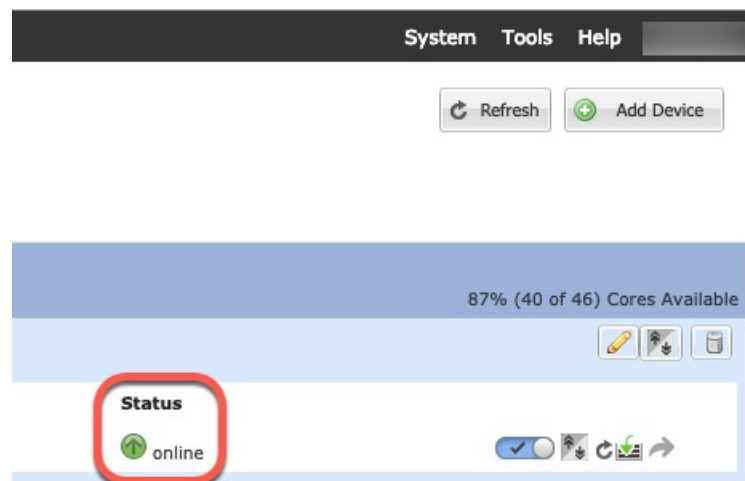 System Tools Help
Refresh Add Device
87% (40 of 46) Cores Available
Status
online